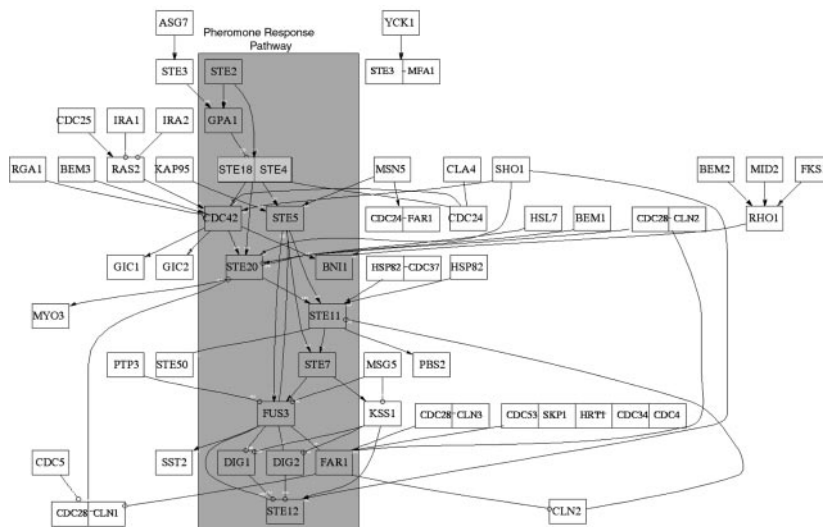 ASG7
YCK1
Pheromone Response
Pathway
STE3
STE2
STE3 MFA1
CDC25
IRA1
IRA2
GPA1
RGA1
BEM3
RAS2
KAP95
STE18 STE4
MSN5
CLA4
SHO1
BEM2
MID2
FKS
CDC42
STE5
CDC24 FAR1
CDC24
HSL7
BEM1
CDC28 CLN2
RHO1
GIC1
GIC2
STE20
BNI1
HSP82 CDC37
HSP82
MYO3
STE11
PTP3
STE50
STE7
MSG5
PBS2
FUS3
KSS1
CDC28 CLN3
CDC53 SKP1 HRT1 CDC34 CDC4
CDC5
SST2
DIG1
DIG2
FAR1
CDC28 CLN1
STE12
CLN2